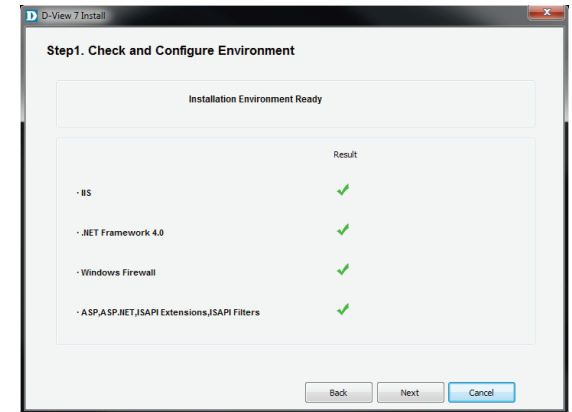 D D-View 7 Install
Step1. Check and Configure Environment
Installation Environment Ready
Result
· IIS
· .NET Framework 4.0
· Windows Firewall
· ASP,ASP.NET,ISAPI Extensions,ISAPI Filters
Back Next Cancel